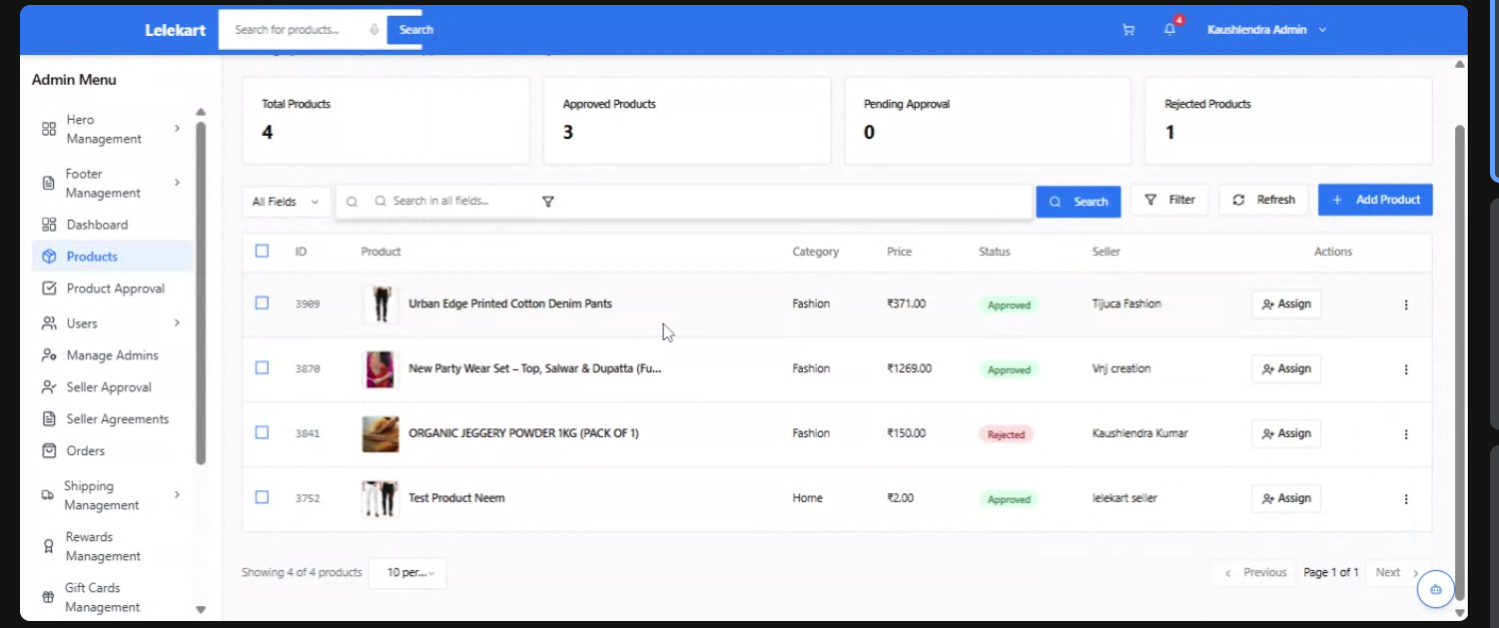 Lelekart
Search for products...
Search
4
Kaushlendra Admin
Admin Menu
Hero
Management
Footer
Management
Dashboard
Products
Product Approval
Users
Manage Admins
Seller Approval
Seller Agreements
Orders
Shipping
Management
Rewards
Management
Gift Cards
Management
Total Products
4
Approved Products
3
Pending Approval
0
Rejected Products
1
All Fields
Search in all fields...
Search
Filter
Refresh
+ Add Product
ID Product Category Price Status Seller Actions
3909 Urban Edge Printed Cotton Denim Pants Fashion ₹371.00 Approved Tijuca Fashion Assign
3870 New Party Wear Set – Top, Salwar & Dupatta (Fu... Fashion ₹1269.00 Approved Vnj creation Assign
3841 ORGANIC JEGGERY POWDER 1KG (PACK OF 1) Fashion ₹150.00 Rejected Kaushlendra Kumar Assign
3752 Test Product Neem Home ₹2.00 Approved lelekart seller Assign
Showing 4 of 4 products
10 per...
Previous Page 1 of 1 Next